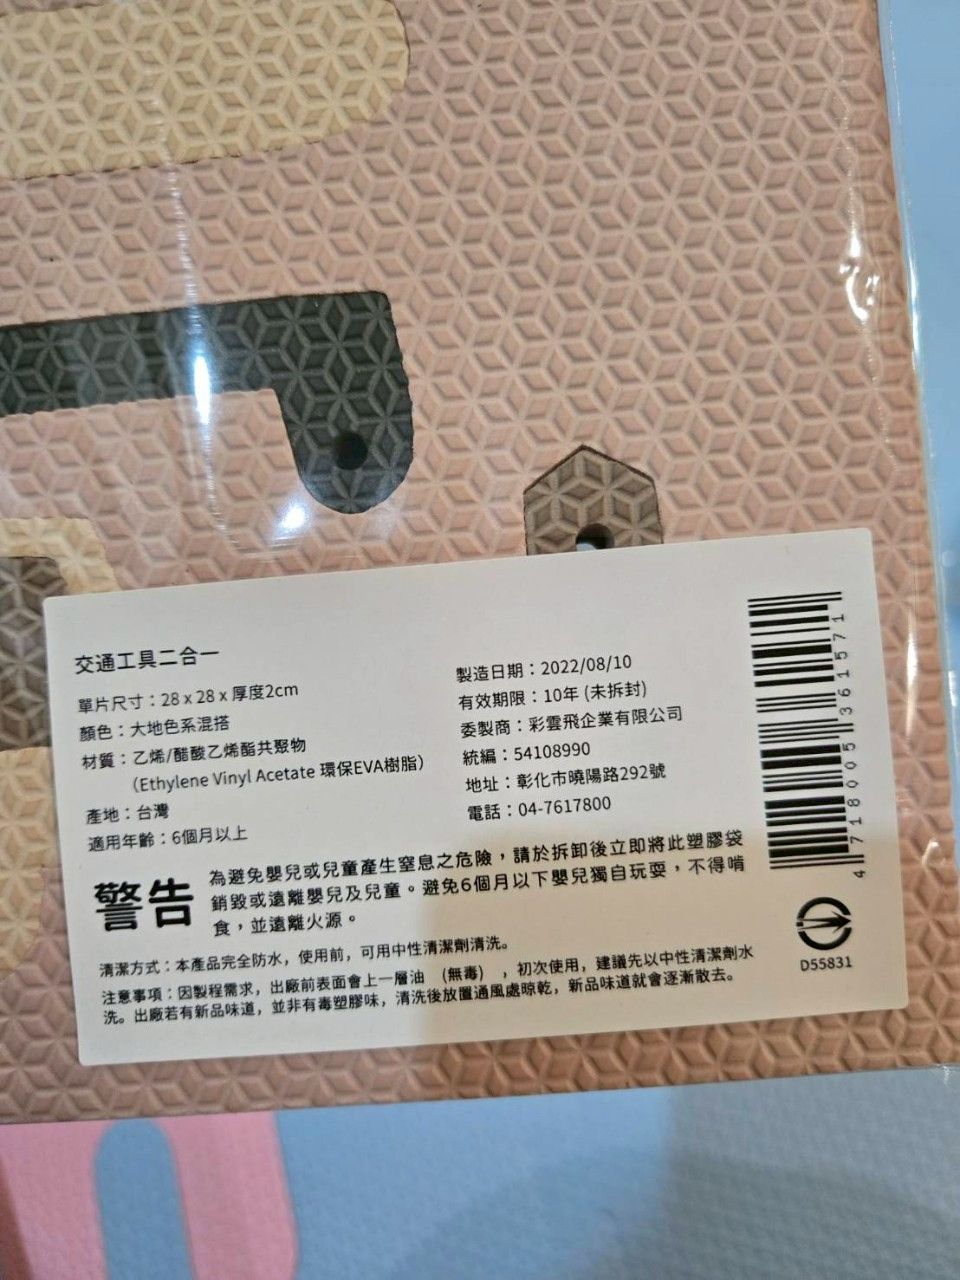 交通工具二合一
單片尺寸：28 x 28 x 厚度2cm
顏色：大地色系混搭
材質：乙烯/醋酸乙烯酯共聚物
（Ethylene Vinyl Acetate 環保EVA樹脂）
產地：台灣
適用年齡：6個月以上
製造日期：2022/08/10
有效期限：10年 (未拆封)
委製商：彩雲飛企業有限公司
統編：54108990
地址：彰化市曉陽路292號
電話：04-7617800
4 718005 361571
警告
為避免嬰兒或兒童產生窒息之危險，請於拆卸後立即將此塑膠袋
銷毀或遠離嬰兒及兒童。避免6個月以下嬰兒獨自玩耍，不得啃
食，並遠離火源。
D55831
清潔方式：本產品完全防水，使用前，可用中性清潔劑清洗。
注意事項：因製程需求，出廠前表面會上一層油 （無毒），初次使用，建議先以中性清潔劑水
洗。出廠若有新品味道，並非有毒塑膠味，清洗後放置通風處晾乾，新品味道就會逐漸散去。